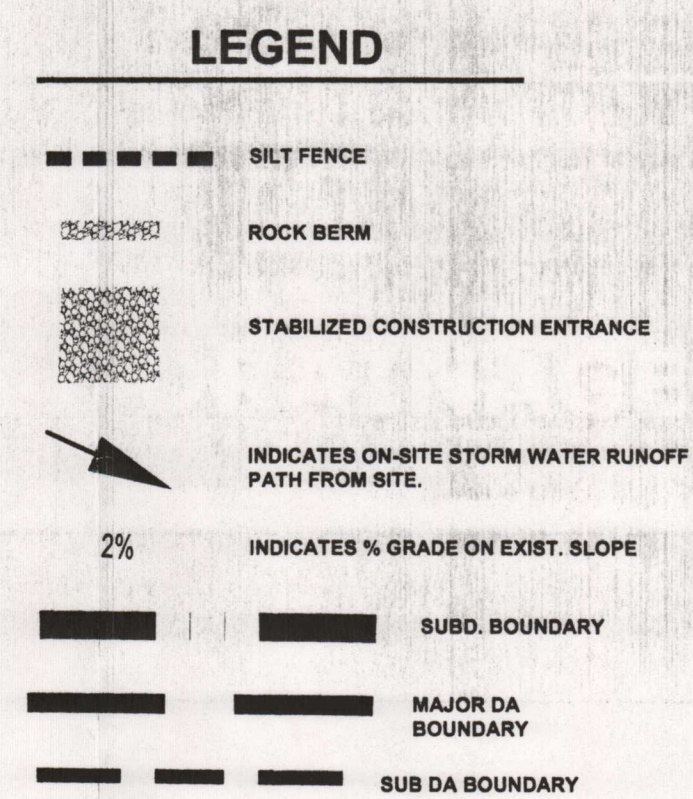 LEGEND
SILT FENCE
ROCK BERM
STABILIZED CONSTRUCTION ENTRANCE
INDICATES ON-SITE STORM WATER RUNOFF
PATH FROM SITE.
2%
INDICATES % GRADE ON EXIST. SLOPE
SUBD. BOUNDARY
MAJOR DA
BOUNDARY
SUB DA BOUNDARY